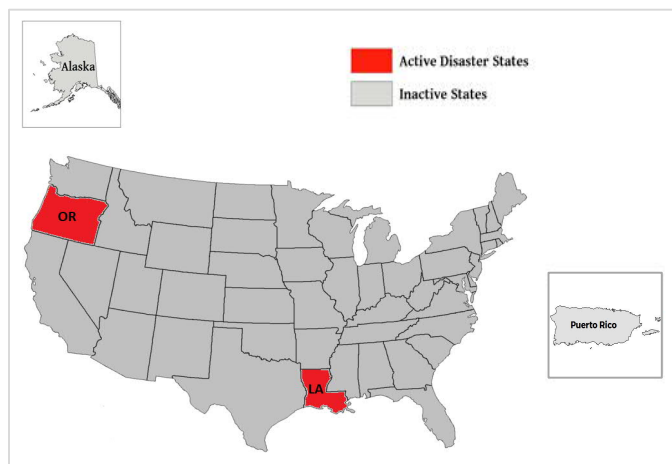 Alaska
Active Disaster States
Inactive States
OR
Puerto Rico
LA